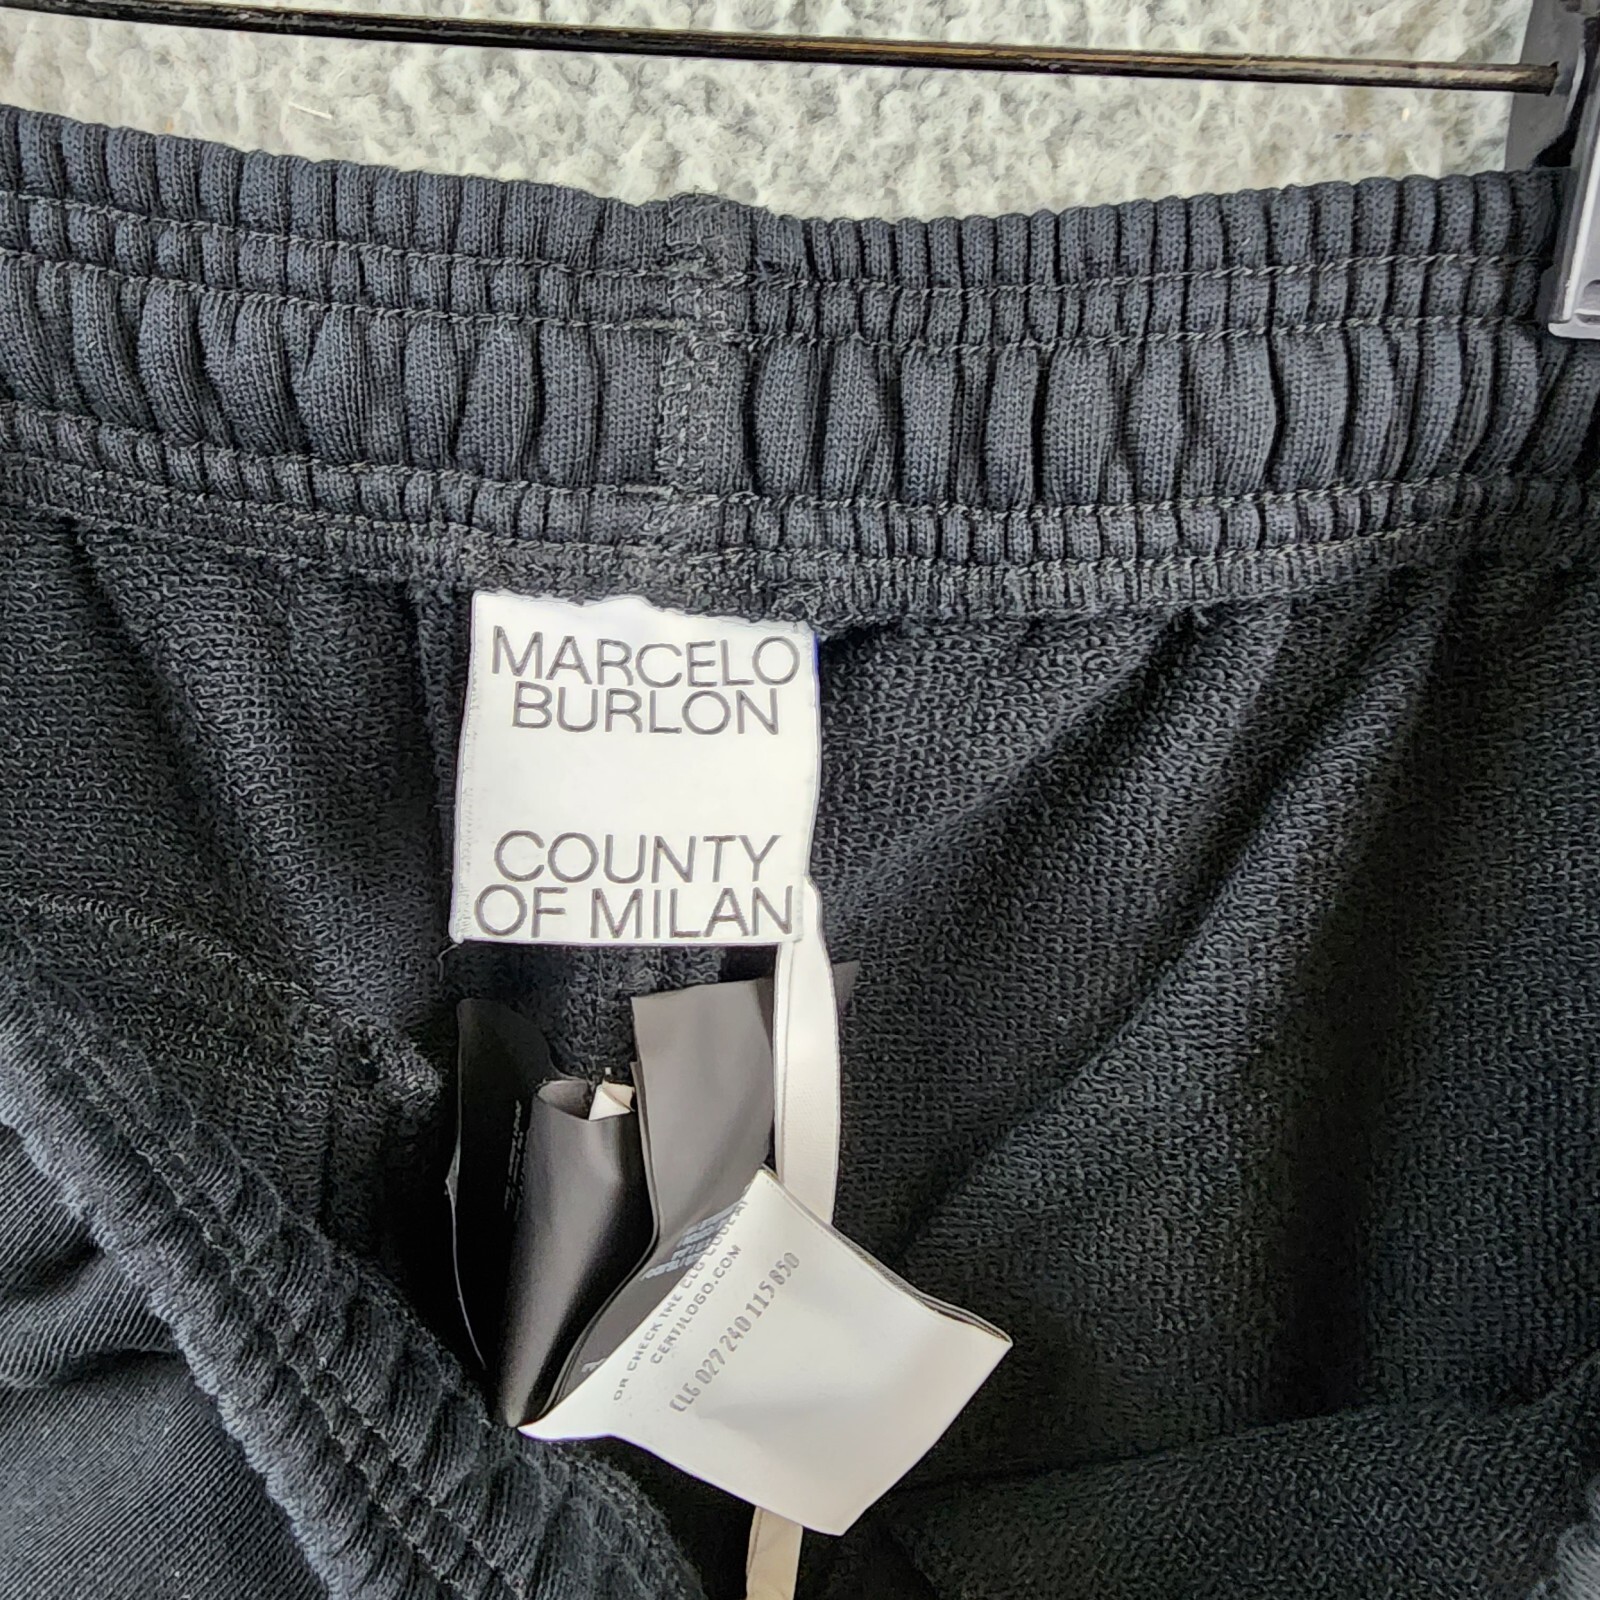 MARCELO
BURLON
COUNTY
OF MILAN
OR CHECK THE CLG CODE AT
CERTILOGO.COM
CLG 027 240 115 850